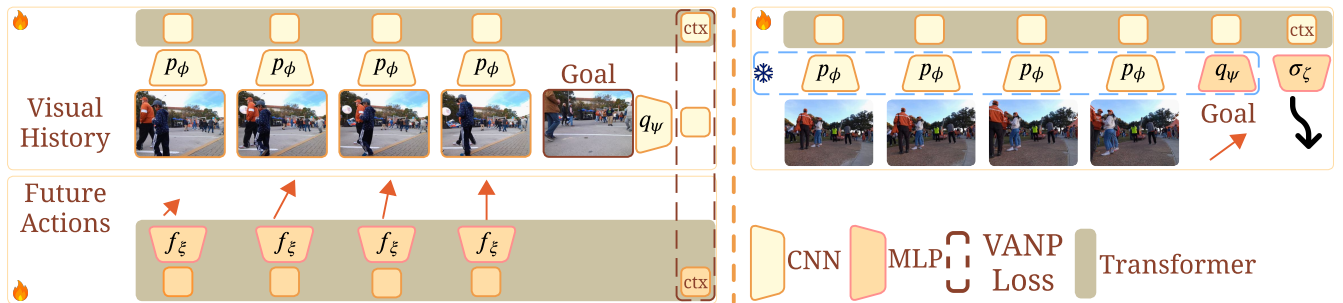 ctx
p_ϕ p_ϕ p_ϕ p_ϕ
Goal
Visual
History
q_ψ
Future
Actions
f_ξ f_ξ f_ξ f_ξ
ctx
ctx
p_ϕ p_ϕ p_ϕ p_ϕ q_ψ σ_ζ
Goal
CNN
MLP
VANP
Loss
Transformer